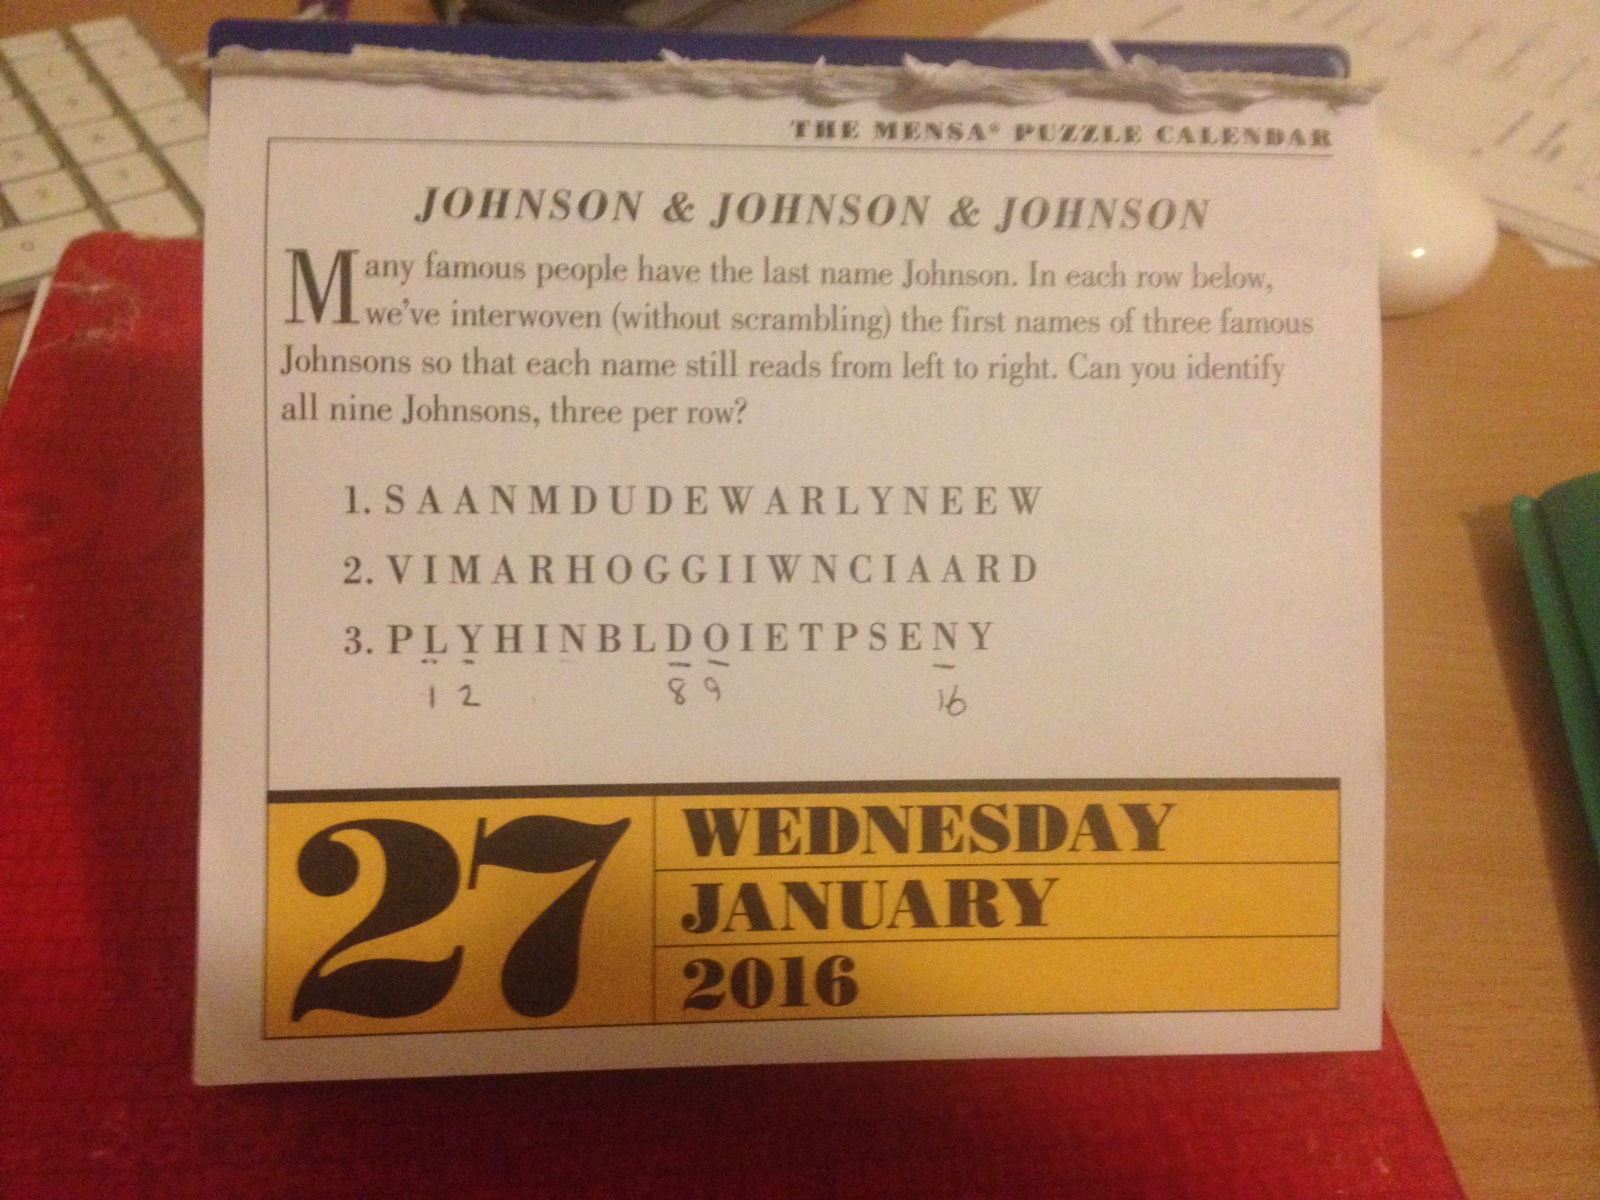 THE MENSA® PUZZLE CALENDAR
JOHNSON & JOHNSON & JOHNSON
Many famous people have the last name Johnson. In each row below,
we've interwoven (without scrambling) the first names of three famous
Johnsons so that each name still reads from left to right. Can you identify
all nine Johnsons, three per row?
1. S A A N M D U D E W A R L Y N E E W
2. V I M A R H O G G I I W N C I A A R D
3. P L Y H I N B L D O I E T P S E N Y
1 2 8 9 16
27
WEDNESDAY
JANUARY
2016